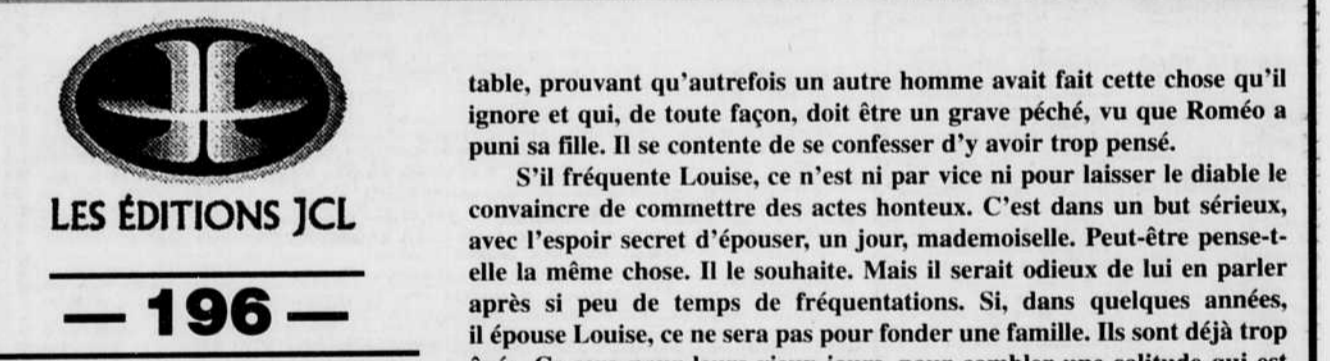 LES ÉDITIONS JCL
— 196 —
table, prouvant qu'autrefois un autre homme avait fait cette chose qu'il
ignore et qui, de toute façon, doit être un grave péché, vu que Roméo a
puni sa fille. Il se contente de se confesser d'y avoir trop pensé.
S'il fréquente Louise, ce n'est ni par vice ni pour laisser le diable le
convaincre de commettre des actes honteux. C'est dans un but sérieux,
avec l'espoir secret d'épouser, un jour, mademoiselle. Peut-être pense-t-
elle la même chose. Il le souhaite. Mais il serait odieux de lui en parler
après si peu de temps de fréquentations. Si, dans quelques années,
il épouse Louise, ce ne sera pas pour fonder une famille. Ils sont déjà trop